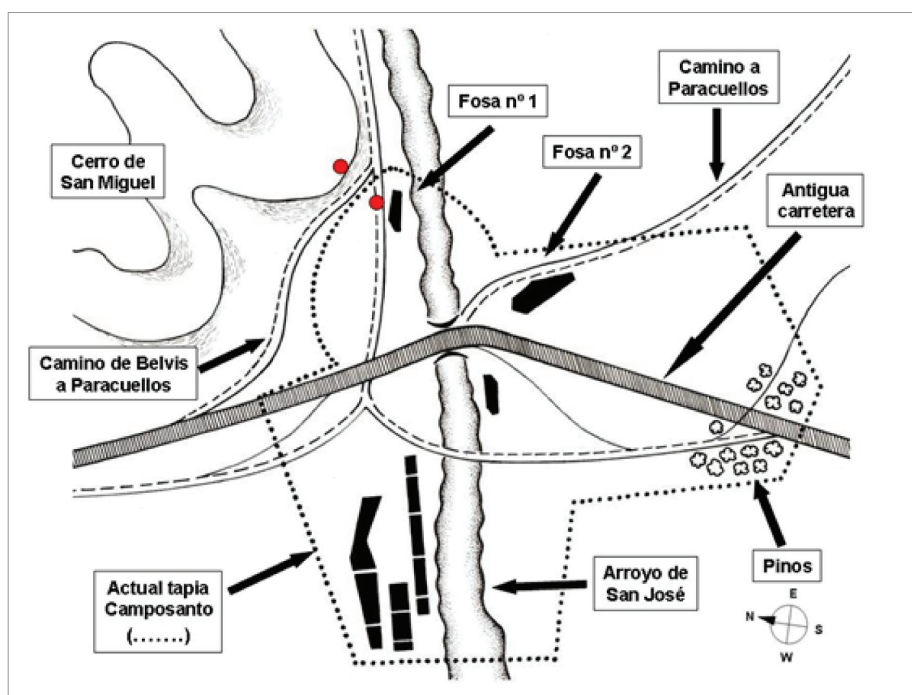 Camino a
Paracuellos
Fosa nº 1
Fosa nº 2
Cerro de
San Miguel
Antigua
carretera
Camino de Belvis
a Paracuellos
Actual tapia
Camposanto
(.......)
Arroyo de
San José
Pinos
E
N
S
W